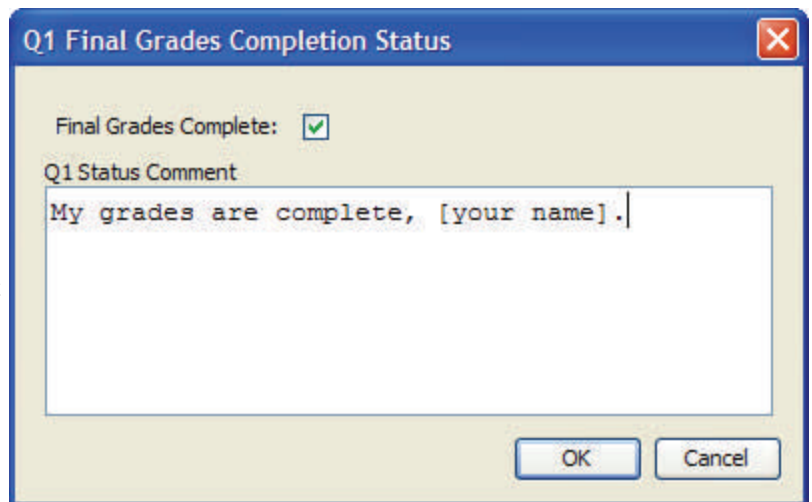 Q1 Final Grades Completion Status
Final Grades Complete:
Q1 Status Comment
My grades are complete, [your name].
OK Cancel